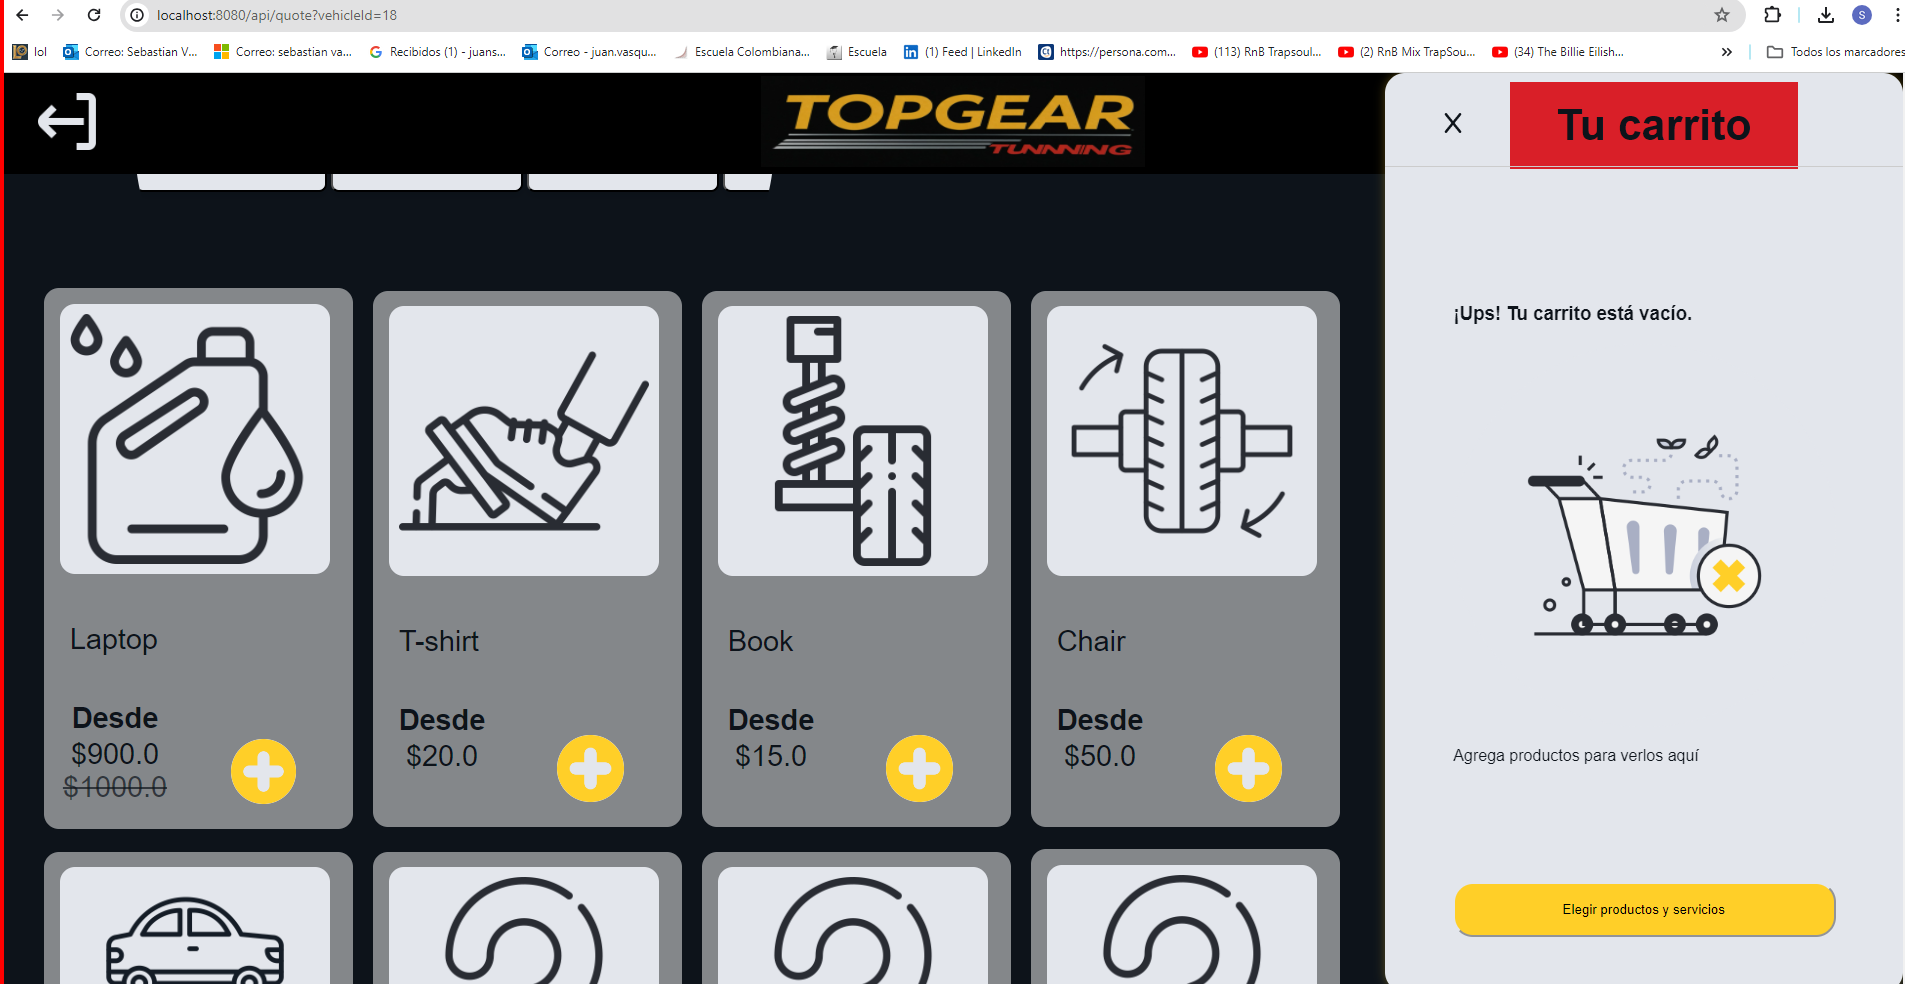 localhost:8080/api/quote?vehicleId=18
S
lol
Correo: Sebastian V...
Correo: sebastian va...
Recibidos (1) - juans...
Correo - juan.vasqu...
Escuela Colombiana...
Escuela
(1) Feed | LinkedIn
https://persona.com...
(113) RnB Trapsoul...
(2) RnB Mix TrapSou...
(34) The Billie Eilish...
Todos los marcadores
TOPGEAR
TUNNNING
X
Tu carrito
¡Ups! Tu carrito está vacío.
Laptop
T-shirt
Book
Chair
Desde
$900.0
$1000.0
Desde
$20.0
Desde
$15.0
Desde
$50.0
Agrega productos para verlos aquí
Elegir productos y servicios